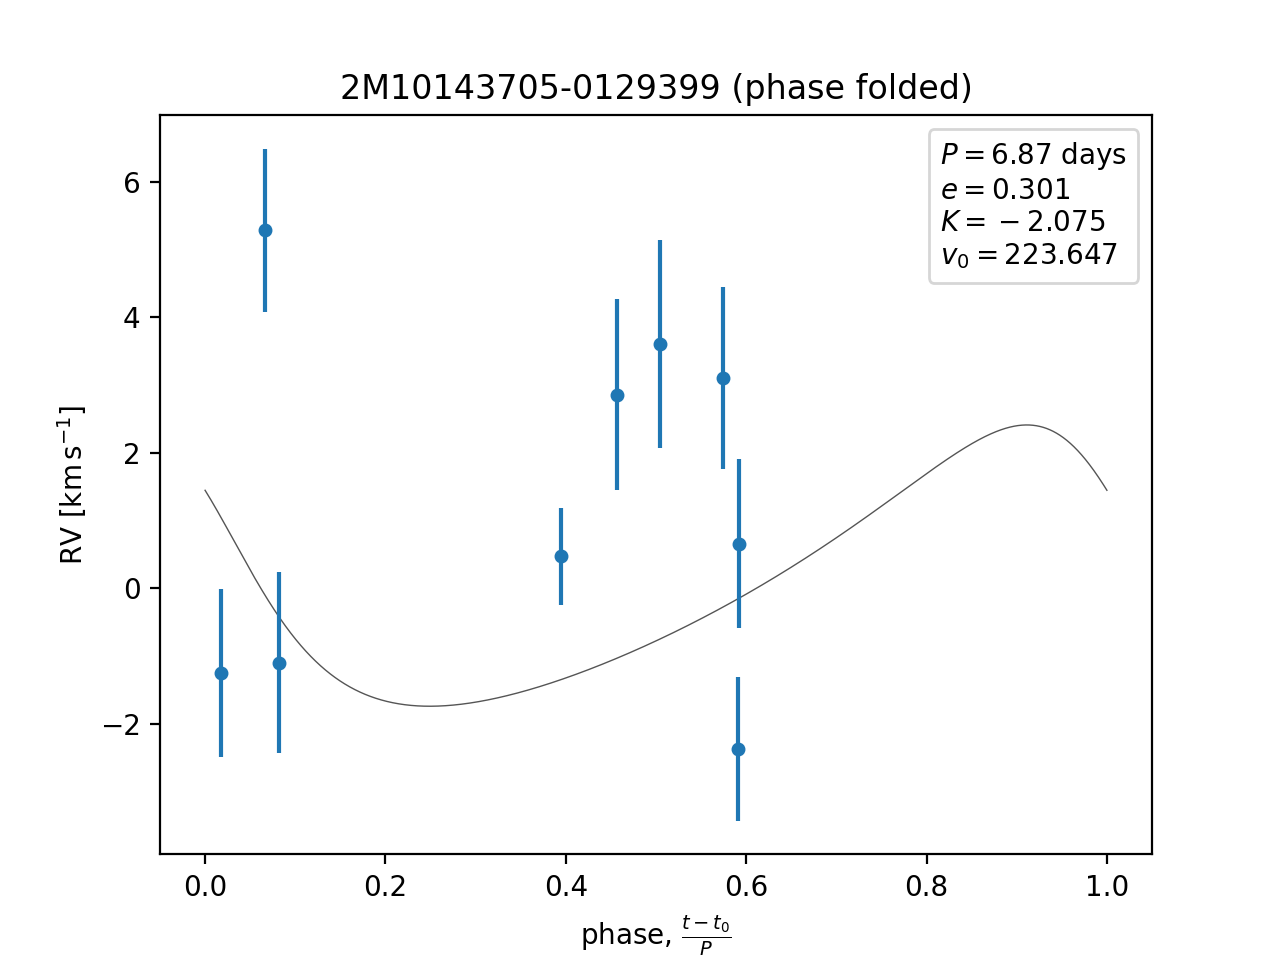 2M10143705-0129399 (phase folded)
P = 6.87 days
e = 0.301
K = −2.075
v₀ = 223.647
6
4
2
0
−2
RV [km s⁻¹]
0.0 0.2 0.4 0.6 0.8 1.0
phase, (t − t₀)/P